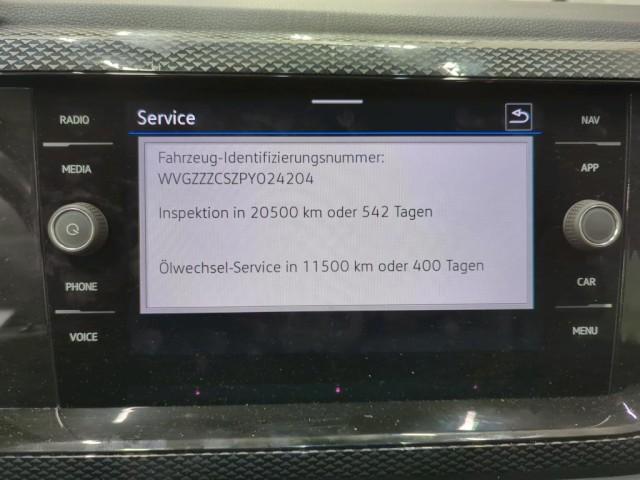 RADIO
MEDIA
PHONE
VOICE
Service
Fahrzeug-Identifizierungsnummer:
WVGZZZCSZPY024204
Inspektion in 20500 km oder 542 Tagen
Ölwechsel-Service in 11500 km oder 400 Tagen
NAV
APP
CAR
MENU